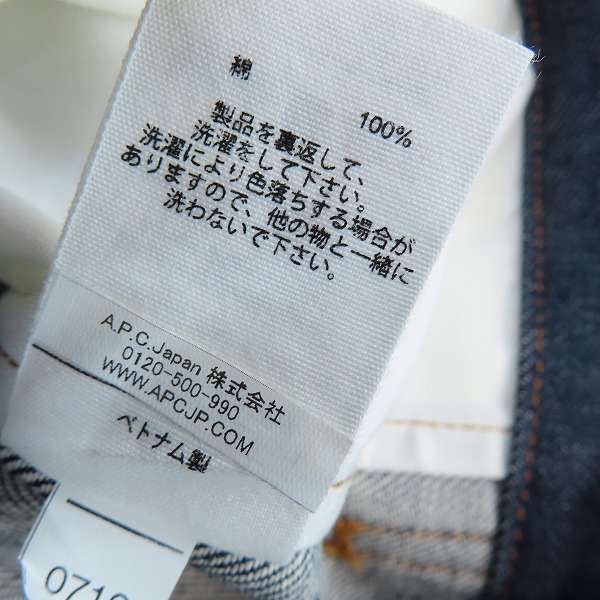 綿 100%
製品を裏返して、
洗濯をして下さい。
洗濯により色落ちする場合が
ありますので、他の物と一緒に
洗わないで下さい。
A.P.C.Japan 株式会社
0120-500-990
WWW.APCJP.COM
ベトナム製